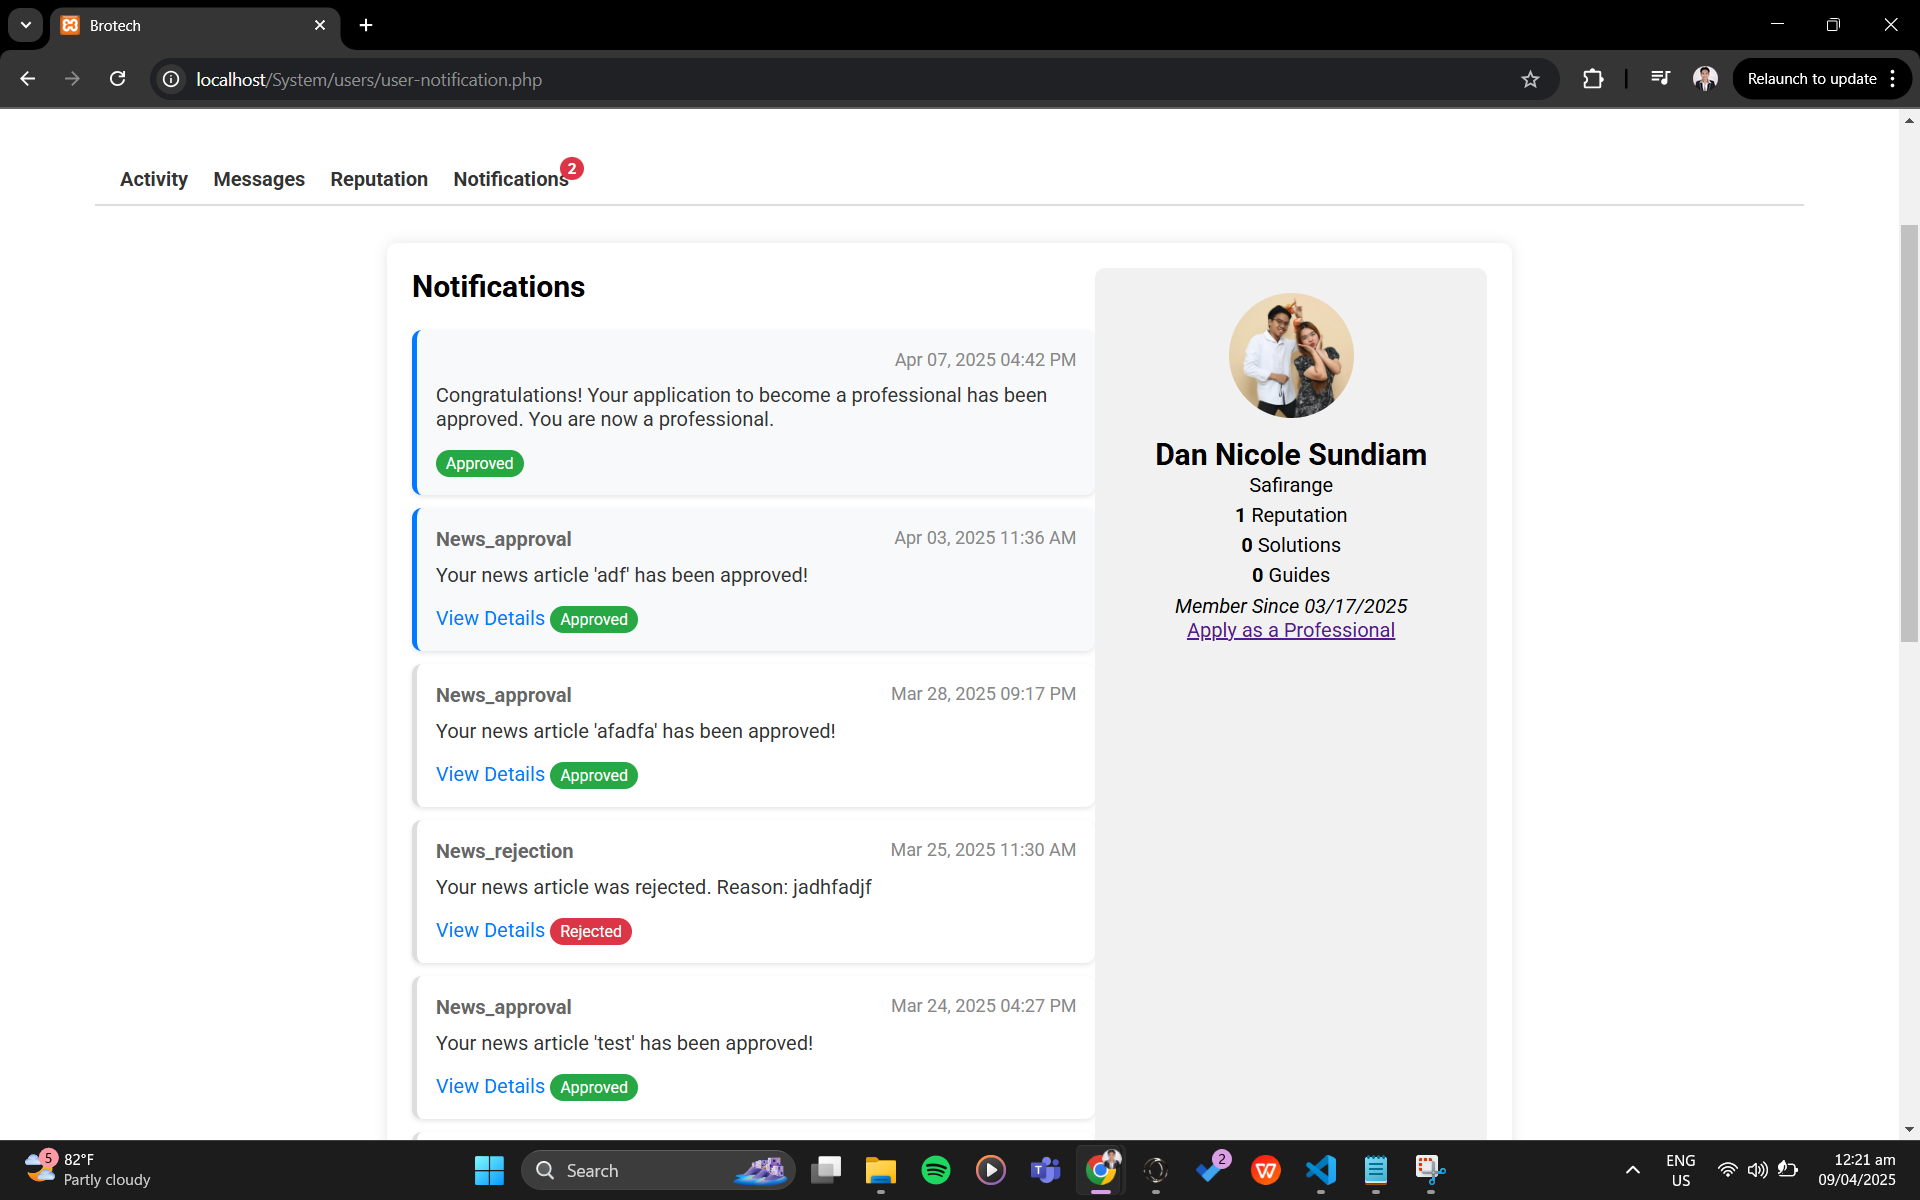 Brotech
localhost/System/users/user-notification.php
Relaunch to update
Activity Messages Reputation Notifications 2
Notifications
Apr 07, 2025 04:42 PM
Congratulations! Your application to become a professional has been
approved. You are now a professional.
Approved
News_approval Apr 03, 2025 11:36 AM
Your news article 'adf' has been approved!
View Details Approved
News_approval Mar 28, 2025 09:17 PM
Your news article 'afadfa' has been approved!
View Details Approved
News_rejection Mar 25, 2025 11:30 AM
Your news article was rejected. Reason: jadhfadjf
View Details Rejected
News_approval Mar 24, 2025 04:27 PM
Your news article 'test' has been approved!
View Details Approved
Dan Nicole Sundiam
Safirange
1 Reputation
0 Solutions
0 Guides
Member Since 03/17/2025
Apply as a Professional
5
82°F
Partly cloudy
Search
2
ENG
US
12:21 am
09/04/2025